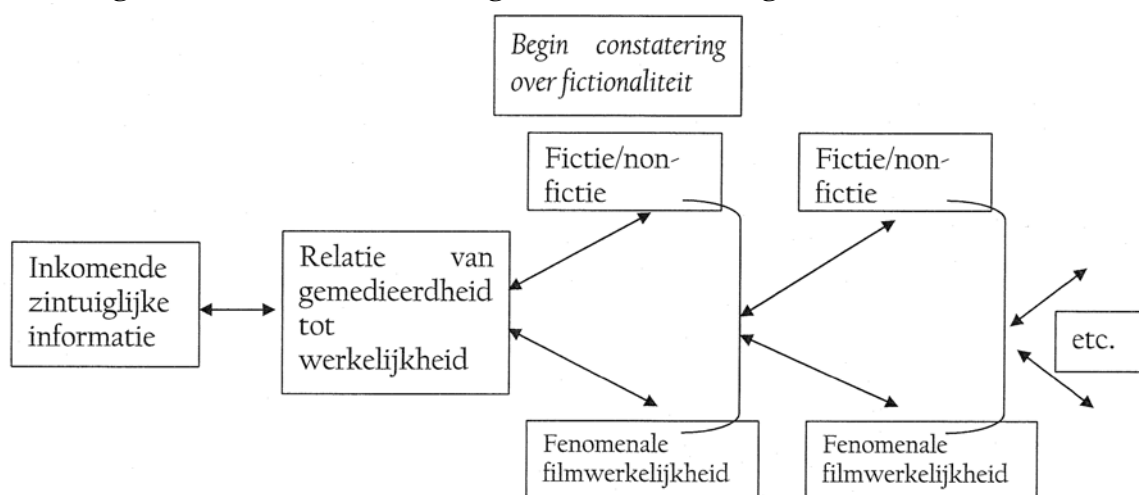 Begin constatering
over fictionaliteit
Fictie/non-
fictie
Fictie/non-
fictie
Inkomende
zintuiglijke
informatie
Relatie van
gemedieerdheid
tot
werkelijkheid
etc.
Fenomenale
filmwerkelijkheid
Fenomenale
filmwerkelijkheid